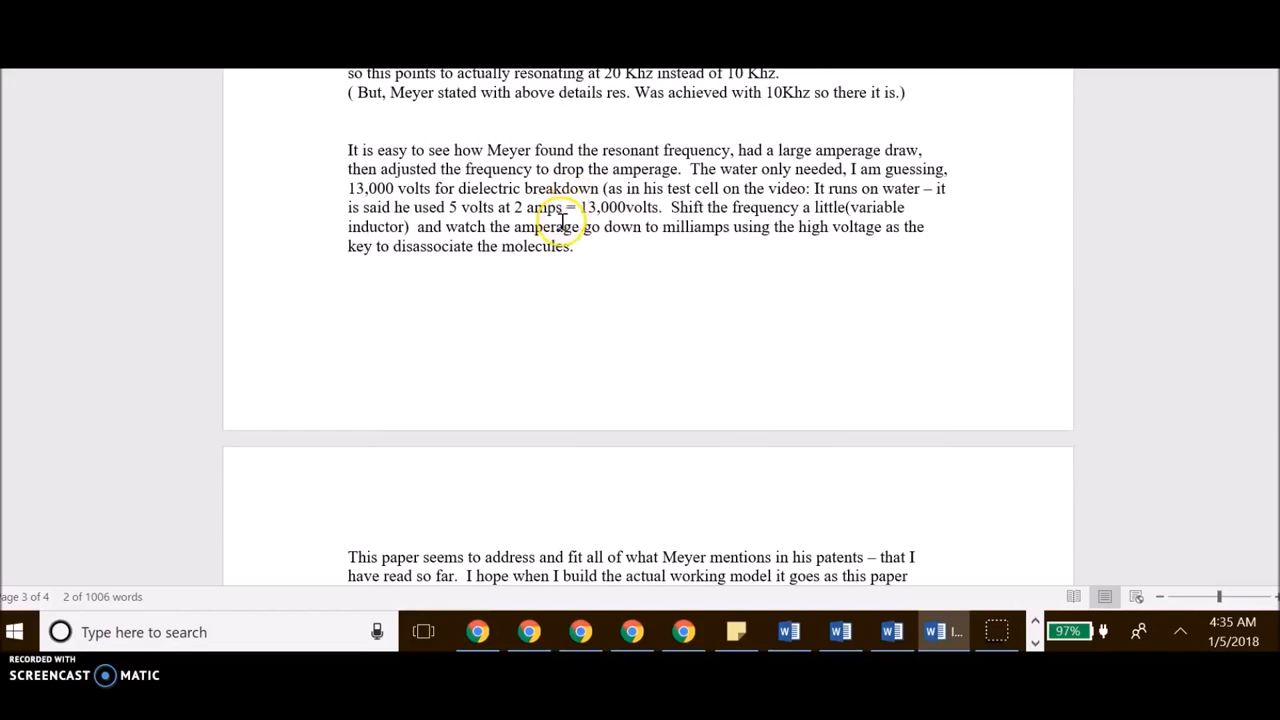 so this points to actually resonating at 20 Khz instead of 10 Khz.
( But, Meyer stated with above details res. Was achieved with 10Khz so there it is.)
It is easy to see how Meyer found the resonant frequency, had a large amperage draw,
then adjusted the frequency to drop the amperage.  The water only needed, I am guessing,
13,000 volts for dielectric breakdown (as in his test cell on the video: It runs on water – it
is said he used 5 volts at 2 amps = 13,000volts.  Shift the frequency a little(variable
inductor)  and watch the amperage go down to milliamps using the high voltage as the
key to disassociate the molecules.
This paper seems to address and fit all of what Meyer mentions in his patents – that I
have read so far.  I hope when I build the actual working model it goes as this paper
age 3 of 4 2 of 1006 words
Type here to search
I...
97%
4:35 AM
1/5/2018
RECORDED WITH
SCREENCAST MATIC